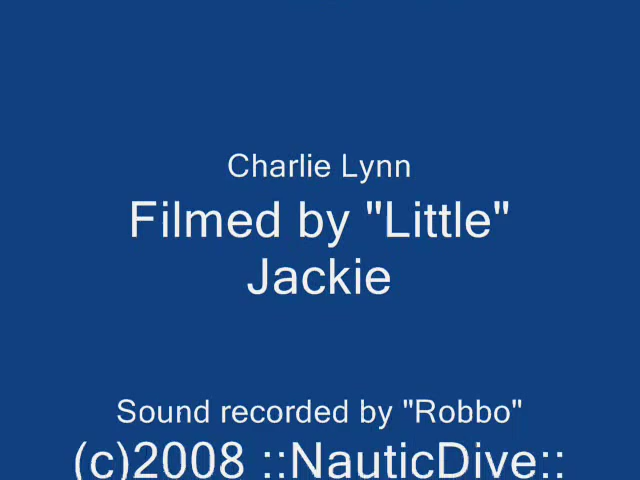 Charlie Lynn
Filmed by "Little"
Jackie
Sound recorded by "Robbo"
(c)2008 ::NauticDive::